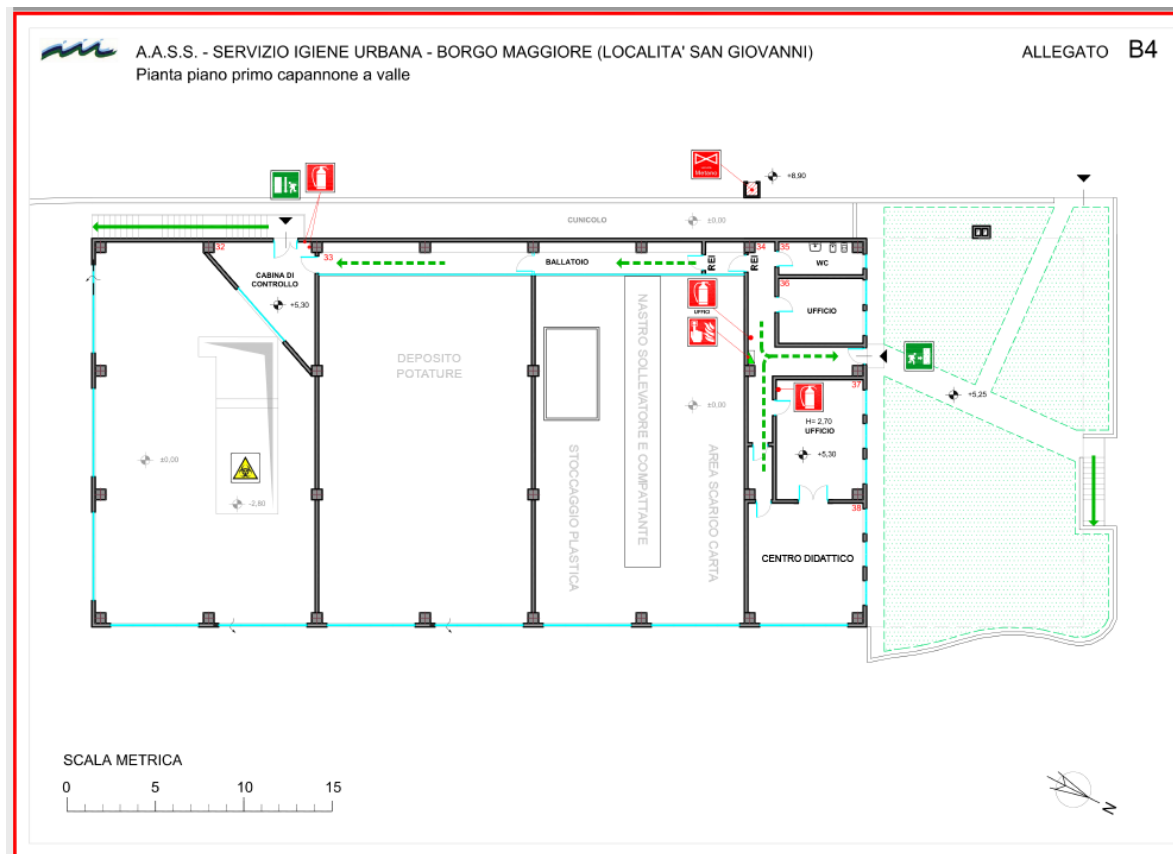 A.A.S.S. - SERVIZIO IGIENE URBANA - BORGO MAGGIORE (LOCALITA' SAN GIOVANNI)
ALLEGATO B4
Pianta piano primo capannone a valle
Metano
+8,90
CUNICOLO
±0.00
32
33
34
35
BALLATOIO
REI
REI
WC
CABINA DI
CONTROLLO
+5,30
36
UFFICI
UFFICIO
NASTRO SOLLEVATORE E COMPATTANTE
DEPOSITO
POTATURE
37
+5,25
±0.00
H= 2,70
UFFICIO
+5,30
±0,00
STOCCAGGIO PLASTICA
AREA SCARICO CARTA
-2,80
38
CENTRO DIDATTICO
SCALA METRICA
0 5 10 15
N